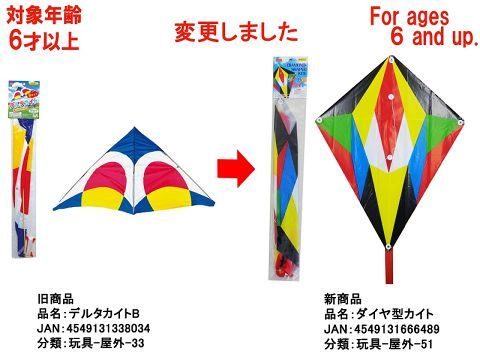 対象年齢
6才以上
変更しました
For ages
6 and up.
旧商品
品名:デルタカイトB
JAN:4549131338034
分類:玩具-屋外-33
新商品
品名:ダイヤ型カイト
JAN:4549131666489
分類:玩具-屋外-51